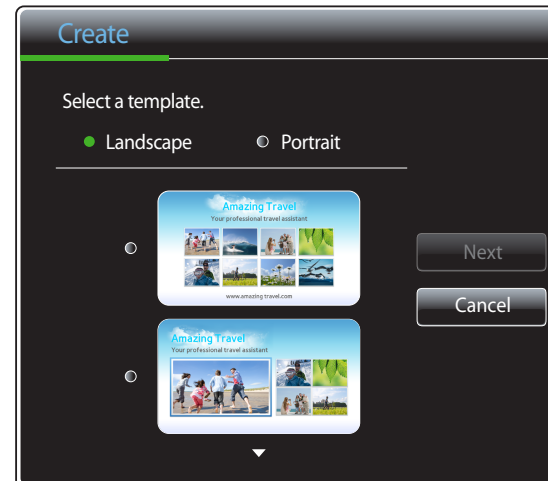 Create
Select a template.
Landscape
Portrait
Amazing Travel
Your professional travel assistant
www.amazing travel.com
Next
Cancel
Amazing Travel
Your professional travel assistant